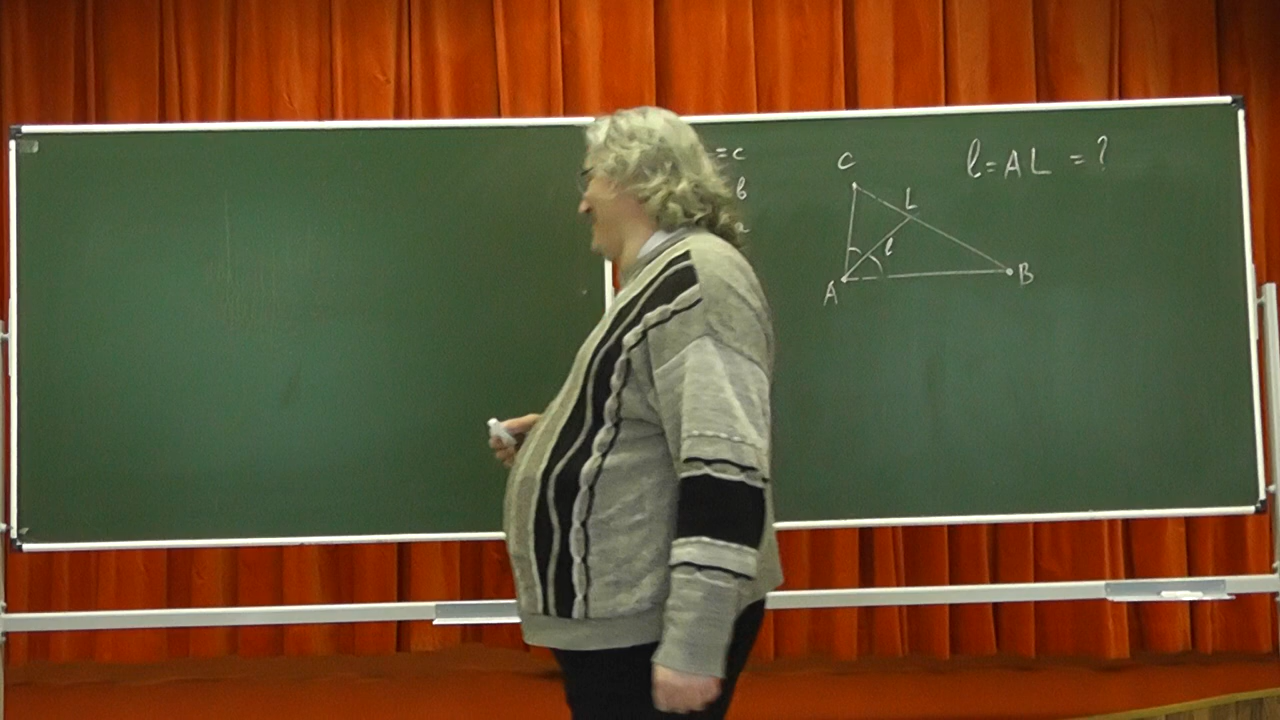 = c
b
a
l = AL = ?
C
L
l
A
B